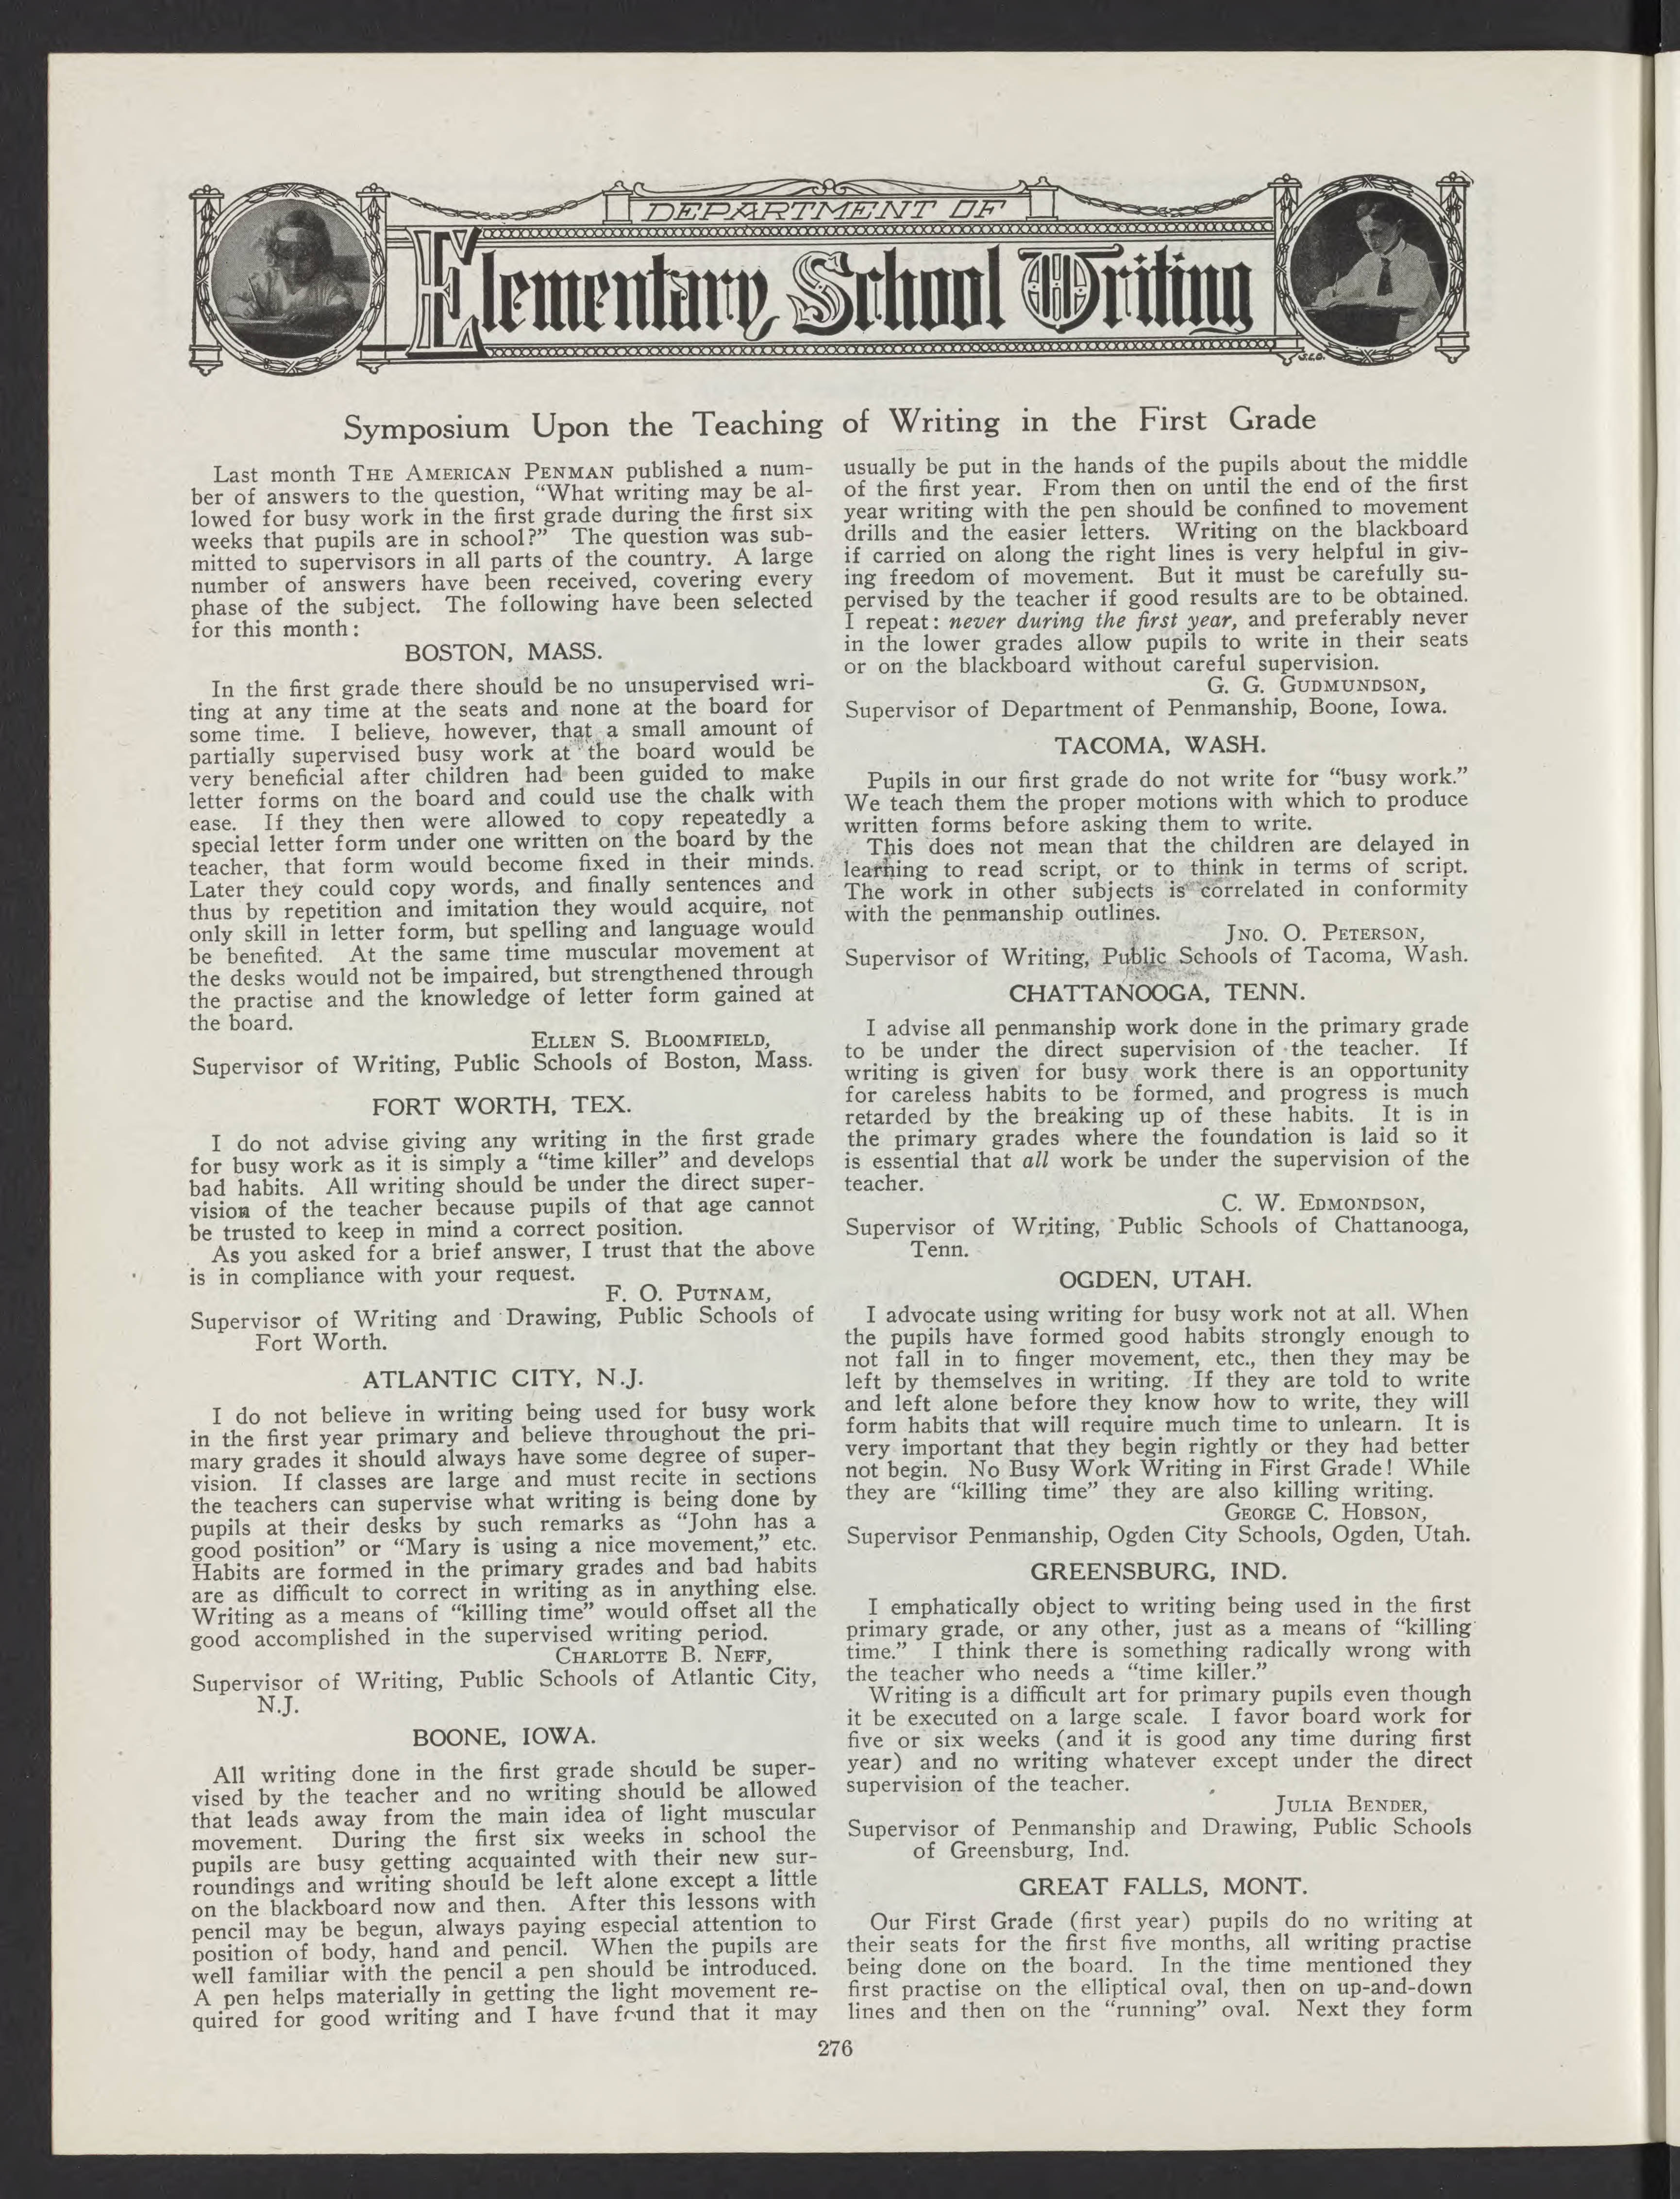 DEPARTMENT OF
Elementary School Writing
S.E.B.
Symposium Upon the Teaching of Writing in the First Grade
Last month THE AMERICAN PENMAN published a num-
ber of answers to the question, “What writing may be al-
lowed for busy work in the first grade during the first six
weeks that pupils are in school?” The question was sub-
mitted to supervisors in all parts of the country. A large
number of answers have been received, covering every
phase of the subject. The following have been selected
for this month:
BOSTON, MASS.
In the first grade there should be no unsupervised wri-
ting at any time at the seats and none at the board for
some time. I believe, however, that a small amount of
partially supervised busy work at the board would be
very beneficial after children had been guided to make
letter forms on the board and could use the chalk with
ease. If they then were allowed to copy repeatedly a
special letter form under one written on the board by the
teacher, that form would become fixed in their minds.
Later they could copy words, and finally sentences and
thus by repetition and imitation they would acquire, not
only skill in letter form, but spelling and language would
be benefited. At the same time muscular movement at
the desks would not be impaired, but strengthened through
the practise and the knowledge of letter form gained at
the board.
ELLEN S. BLOOMFIELD,
Supervisor of Writing, Public Schools of Boston, Mass.
FORT WORTH, TEX.
I do not advise giving any writing in the first grade
for busy work as it is simply a “time killer” and develops
bad habits. All writing should be under the direct super-
vision of the teacher because pupils of that age cannot
be trusted to keep in mind a correct position.
As you asked for a brief answer, I trust that the above
is in compliance with your request.
F. O. PUTNAM,
Supervisor of Writing and Drawing, Public Schools of
Fort Worth.
ATLANTIC CITY, N.J.
I do not believe in writing being used for busy work
in the first year primary and believe throughout the pri-
mary grades it should always have some degree of super-
vision. If classes are large and must recite in sections
the teachers can supervise what writing is being done by
pupils at their desks by such remarks as “John has a
good position” or “Mary is using a nice movement,” etc.
Habits are formed in the primary grades and bad habits
are as difficult to correct in writing as in anything else.
Writing as a means of “killing time” would offset all the
good accomplished in the supervised writing period.
CHARLOTTE B. NEFF,
Supervisor of Writing, Public Schools of Atlantic City,
N.J.
BOONE, IOWA.
All writing done in the first grade should be super-
vised by the teacher and no writing should be allowed
that leads away from the main idea of light muscular
movement. During the first six weeks in school the
pupils are busy getting acquainted with their new sur-
roundings and writing should be left alone except a little
on the blackboard now and then. After this lessons with
pencil may be begun, always paying especial attention to
position of body, hand and pencil. When the pupils are
well familiar with the pencil a pen should be introduced.
A pen helps materially in getting the light movement re-
quired for good writing and I have found that it may
usually be put in the hands of the pupils about the middle
of the first year. From then on until the end of the first
year writing with the pen should be confined to movement
drills and the easier letters. Writing on the blackboard
if carried on along the right lines is very helpful in giv-
ing freedom of movement. But it must be carefully su-
pervised by the teacher if good results are to be obtained.
I repeat: never during the first year, and preferably never
in the lower grades allow pupils to write in their seats
or on the blackboard without careful supervision.
G. G. GUDMUNDSON,
Supervisor of Department of Penmanship, Boone, Iowa.
TACOMA, WASH.
Pupils in our first grade do not write for “busy work.”
We teach them the proper motions with which to produce
written forms before asking them to write.
This does not mean that the children are delayed in
learning to read script, or to think in terms of script.
The work in other subjects is correlated in conformity
with the penmanship outlines.
JNO. O. PETERSON,
Supervisor of Writing, Public Schools of Tacoma, Wash.
CHATTANOOGA, TENN.
I advise all penmanship work done in the primary grade
to be under the direct supervision of the teacher. If
writing is given for busy work there is an opportunity
for careless habits to be formed, and progress is much
retarded by the breaking up of these habits. It is in
the primary grades where the foundation is laid so it
is essential that all work be under the supervision of the
teacher.
C. W. EDMONDSON,
Supervisor of Writing, Public Schools of Chattanooga,
Tenn.
OGDEN, UTAH.
I advocate using writing for busy work not at all. When
the pupils have formed good habits strongly enough to
not fall in to finger movement, etc., then they may be
left by themselves in writing. If they are told to write
and left alone before they know how to write, they will
form habits that will require much time to unlearn. It is
very important that they begin rightly or they had better
not begin. No Busy Work Writing in First Grade! While
they are “killing time” they are also killing writing.
GEORGE C. HOBSON,
Supervisor Penmanship, Ogden City Schools, Ogden, Utah.
GREENSBURG, IND.
I emphatically object to writing being used in the first
primary grade, or any other, just as a means of “killing
time.” I think there is something radically wrong with
the teacher who needs a “time killer.”
Writing is a difficult art for primary pupils even though
it be executed on a large scale. I favor board work for
five or six weeks (and it is good any time during first
year) and no writing whatever except under the direct
supervision of the teacher.
JULIA BENDER,
Supervisor of Penmanship and Drawing, Public Schools
of Greensburg, Ind.
GREAT FALLS, MONT.
Our First Grade (first year) pupils do no writing at
their seats for the first five months, all writing practise
being done on the board. In the time mentioned they
first practise on the elliptical oval, then on up-and-down
lines and then on the “running” oval. Next they form
276